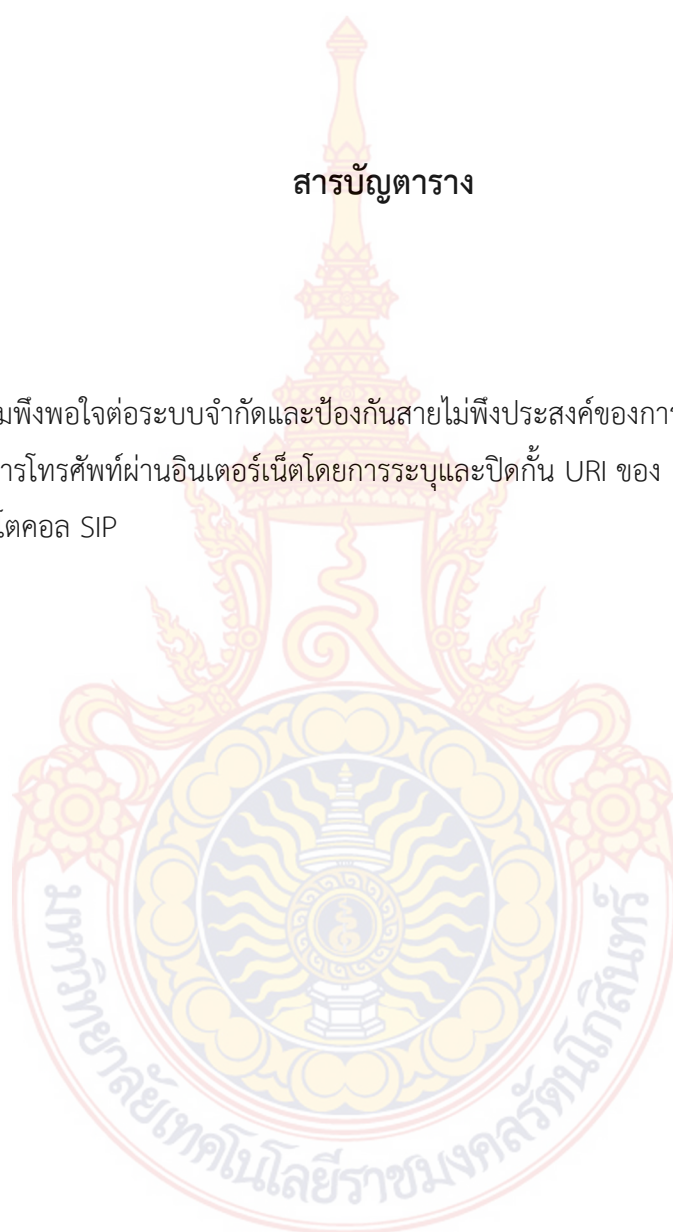 สารบัญตาราง
มพึงพอใจต่อระบบจำกัดและป้องกันสายไม่พึงประสงค์ของการ
ารโทรศัพท์ผ่านอินเตอร์เน็ตโดยการระบุและปิดกั้น URI ของ
โตคอล SIP
มหาวิทยาลัยเทคโนโลยีราชมงคลรัตนโกสินทร์